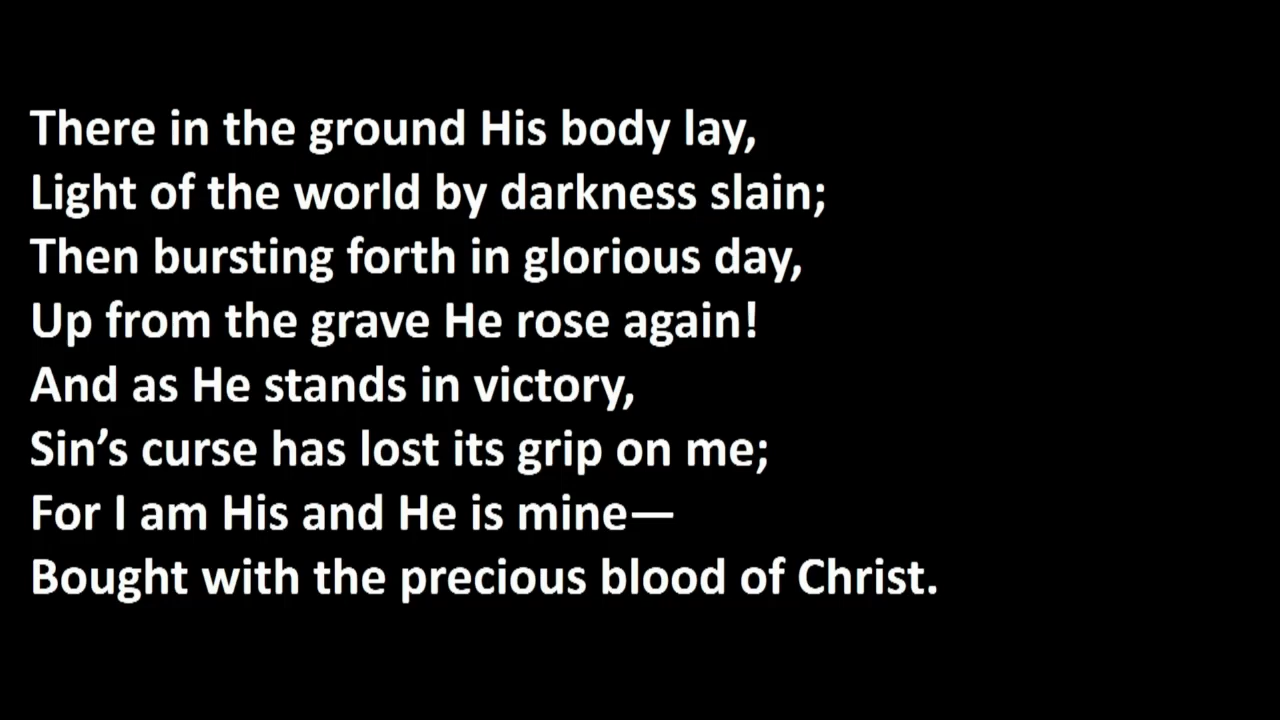 There in the ground His body lay,
Light of the world by darkness slain;
Then bursting forth in glorious day,
Up from the grave He rose again!
And as He stands in victory,
Sin’s curse has lost its grip on me;
For I am His and He is mine—
Bought with the precious blood of Christ.